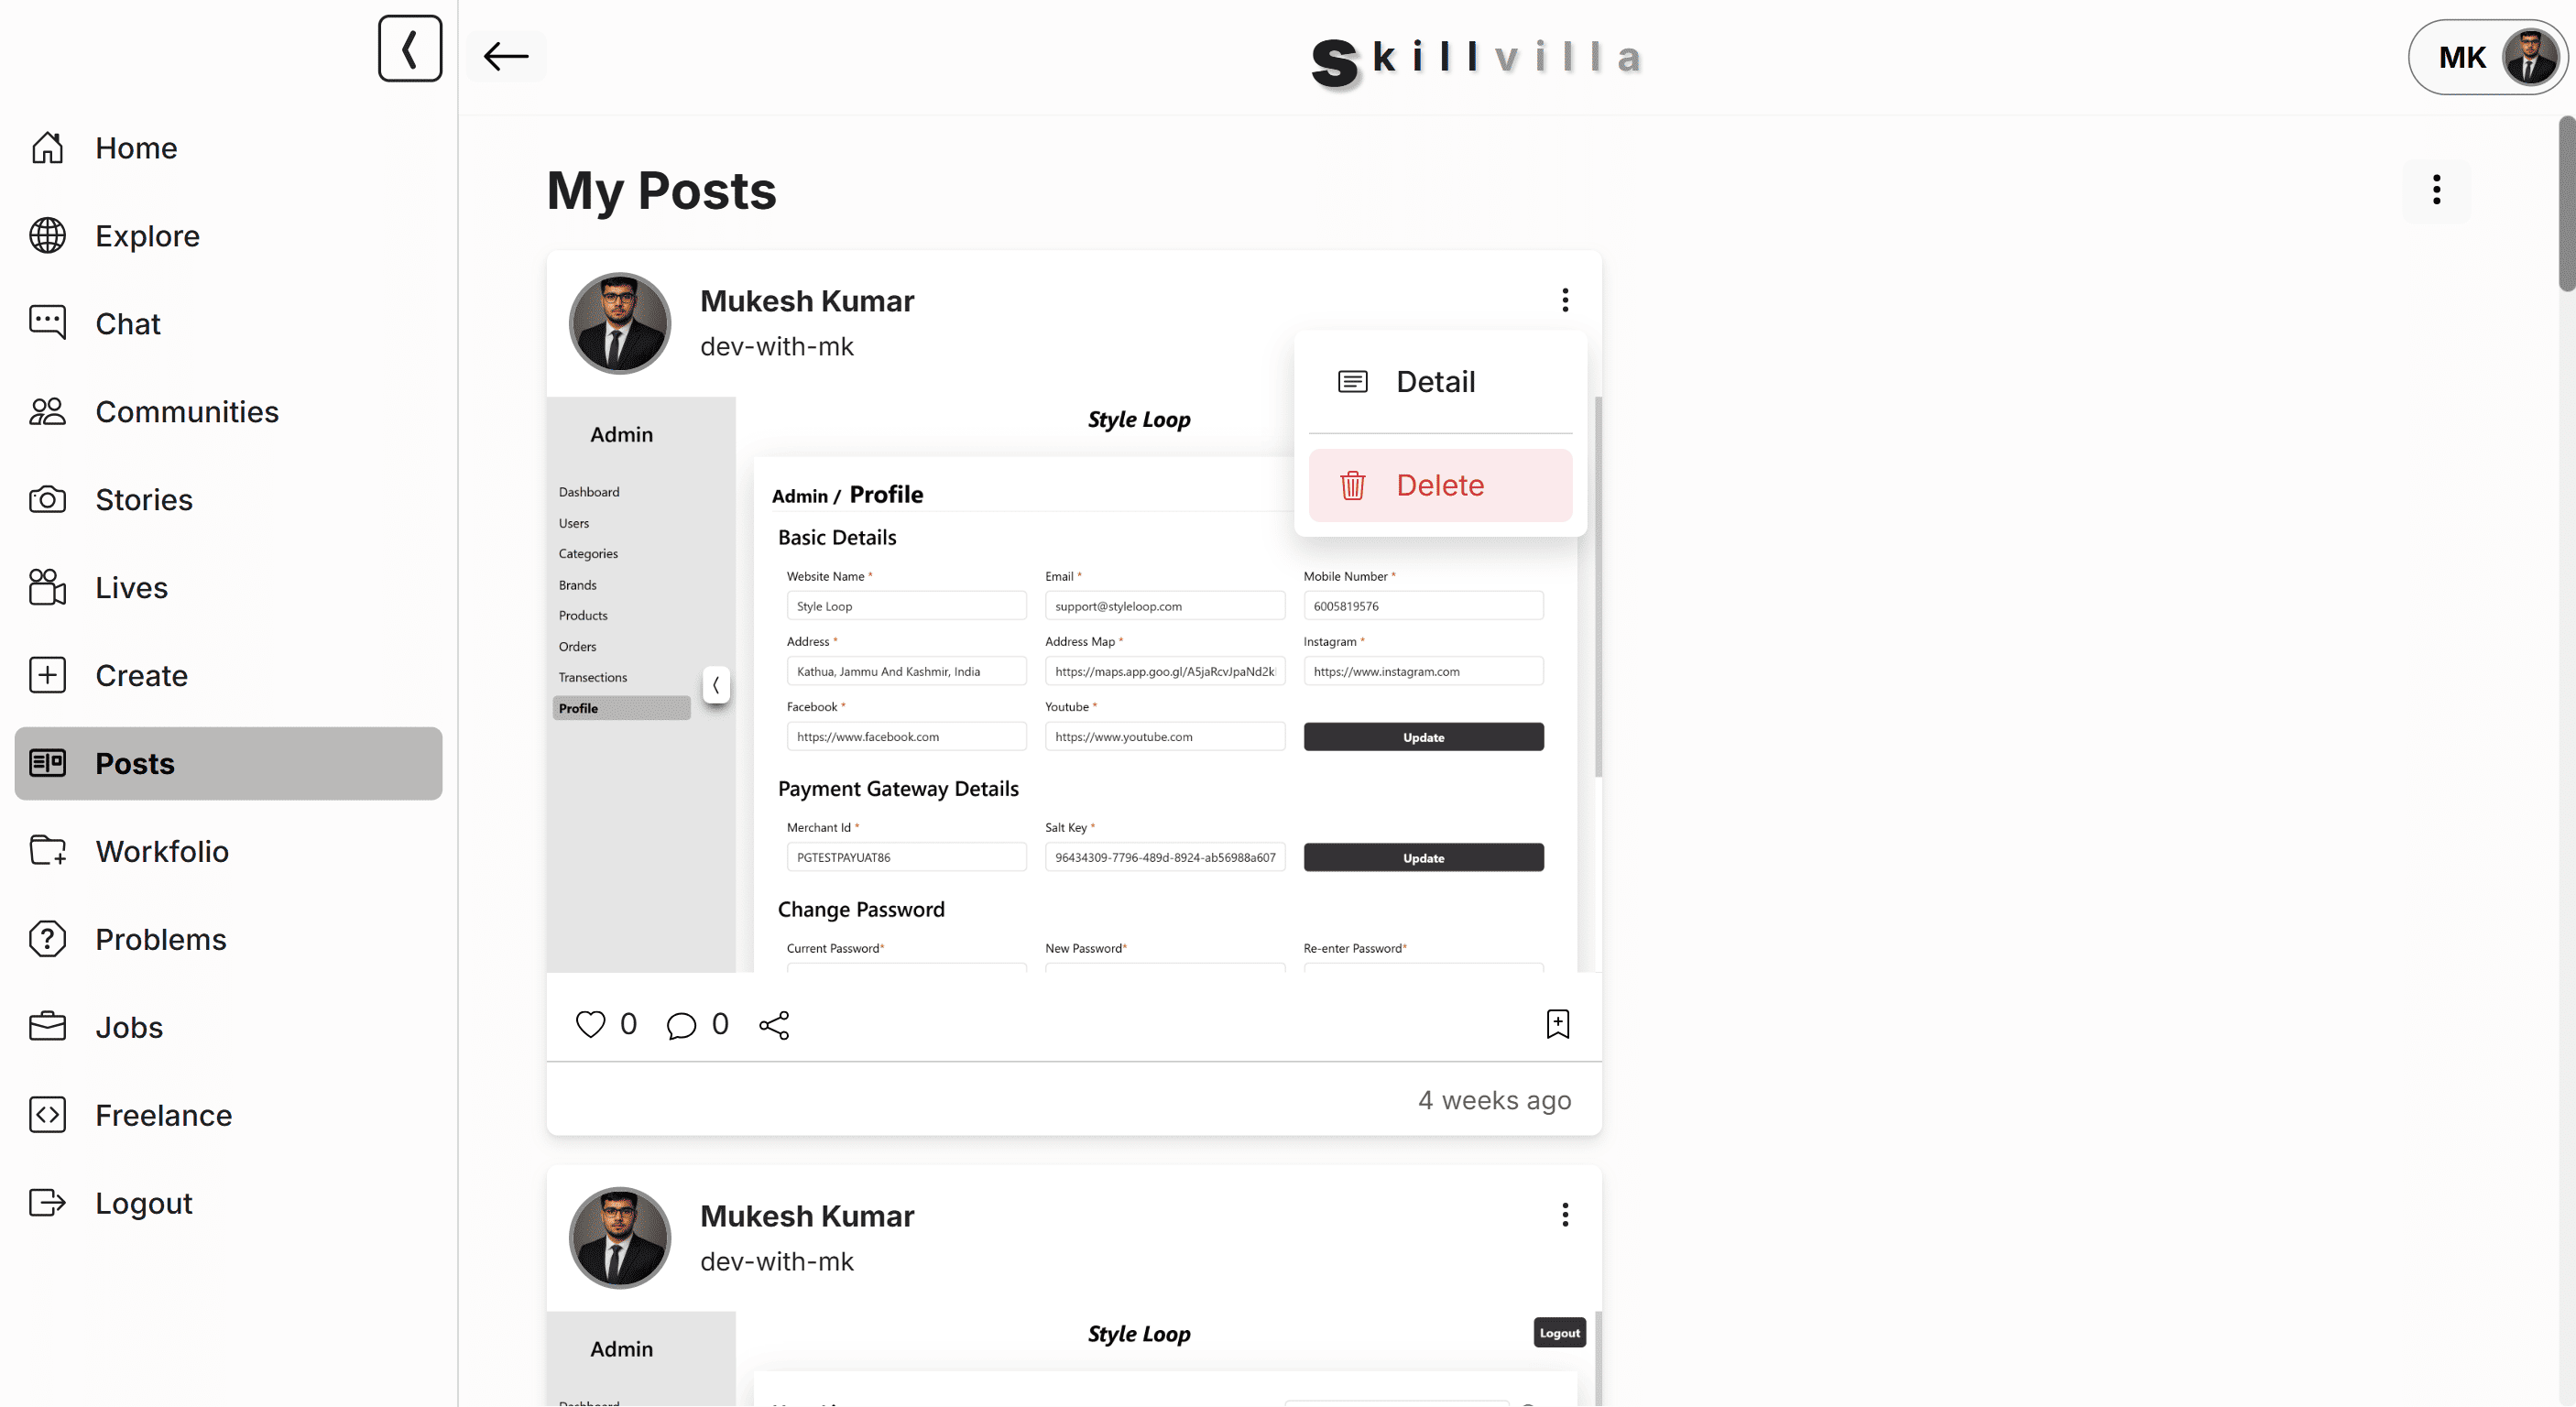 Skillvilla
MK
Home
Explore
Chat
Communities
Stories
Lives
Create
Posts
Workfolio
Problems
Jobs
Freelance
Logout
My Posts
Mukesh Kumar
dev-with-mk
Detail
Delete
Style Loop
Admin
Dashboard
Users
Categories
Brands
Products
Orders
Transections
Profile
Admin / Profile
Basic Details
Website Name * Email * Mobile Number *
Style Loop support@styleloop.com 6005819576
Address * Address Map * Instagram *
Kathua, Jammu And Kashmir, India https://maps.app.goo.gl/A5jaRcvJpaNd2k https://www.instagram.com
Facebook * Youtube *
https://www.facebook.com https://www.youtube.com Update
Payment Gateway Details
Merchant Id * Salt Key *
PGTESTPAYUAT86 96434309-7796-489d-8924-ab56988a607 Update
Change Password
Current Password* New Password* Re-enter Password*
0 0
4 weeks ago
Mukesh Kumar
dev-with-mk
Style Loop
Logout
Admin